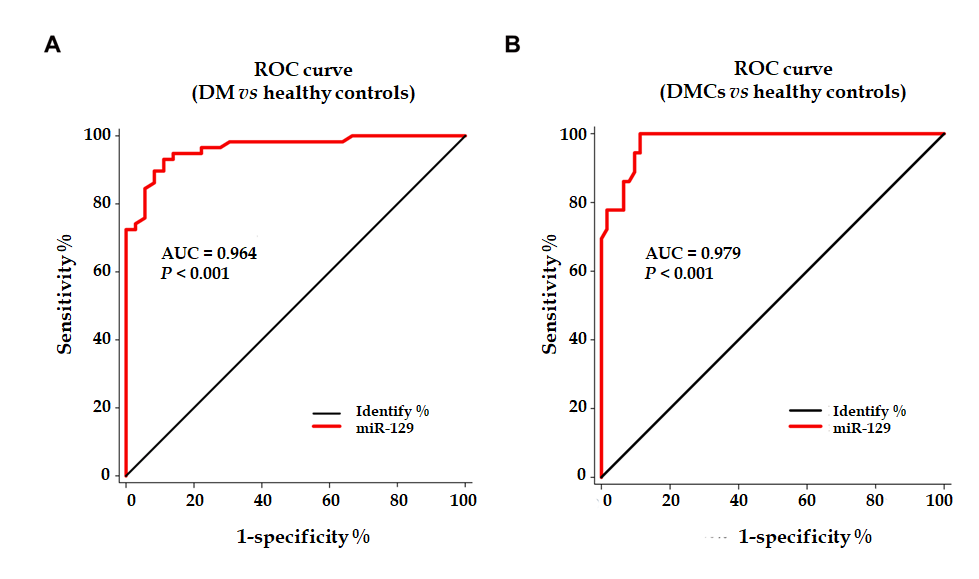 A
ROC curve
(DM vs healthy controls)
100
80
60
40
20
0
Sensitivity %
AUC = 0.964
P < 0.001
Identify %
miR-129
0 20 40 60 80 100
1-specificity %
B
ROC curve
(DMCs vs healthy controls)
100
80
60
40
20
0
Sensitivity %
AUC = 0.979
P < 0.001
Identify %
miR-129
0 20 40 60 80 100
1-specificity %